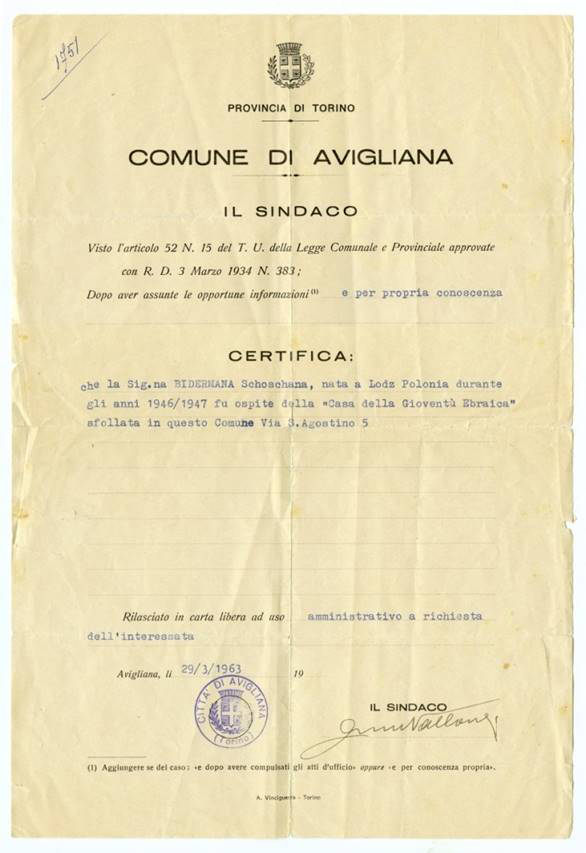 1751
PROVINCIA DI TORINO
COMUNE DI AVIGLIANA
IL SINDACO
Visto l'articolo 52 N. 15 del T. U. della Legge Comunale e Provinciale approvate
con R. D. 3 Marzo 1934 N. 383;
Dopo aver assunte le opportune informazioni (1) e per propria conoscenza
CERTIFICA:
che la Sig.na BIDERMANA Schoschana, nata a Lodz Polonia durante
gli anni 1946/1947 fu ospite della "Casa della Gioventù Ebraica"
sfollata in questo Comune Via S.Agostino 5
Rilasciato in carta libera ad uso amministrativo a richiesta
dell'interessata
Avigliana, li 29/3/1963 19
CITTA' DI AVIGLIANA
(Torino)
IL SINDACO
(1) Aggiungere se del caso: «e dopo avere compulsati gli atti d'ufficio» oppure «e per conoscenza propria».
A. Vinciguerra - Torino